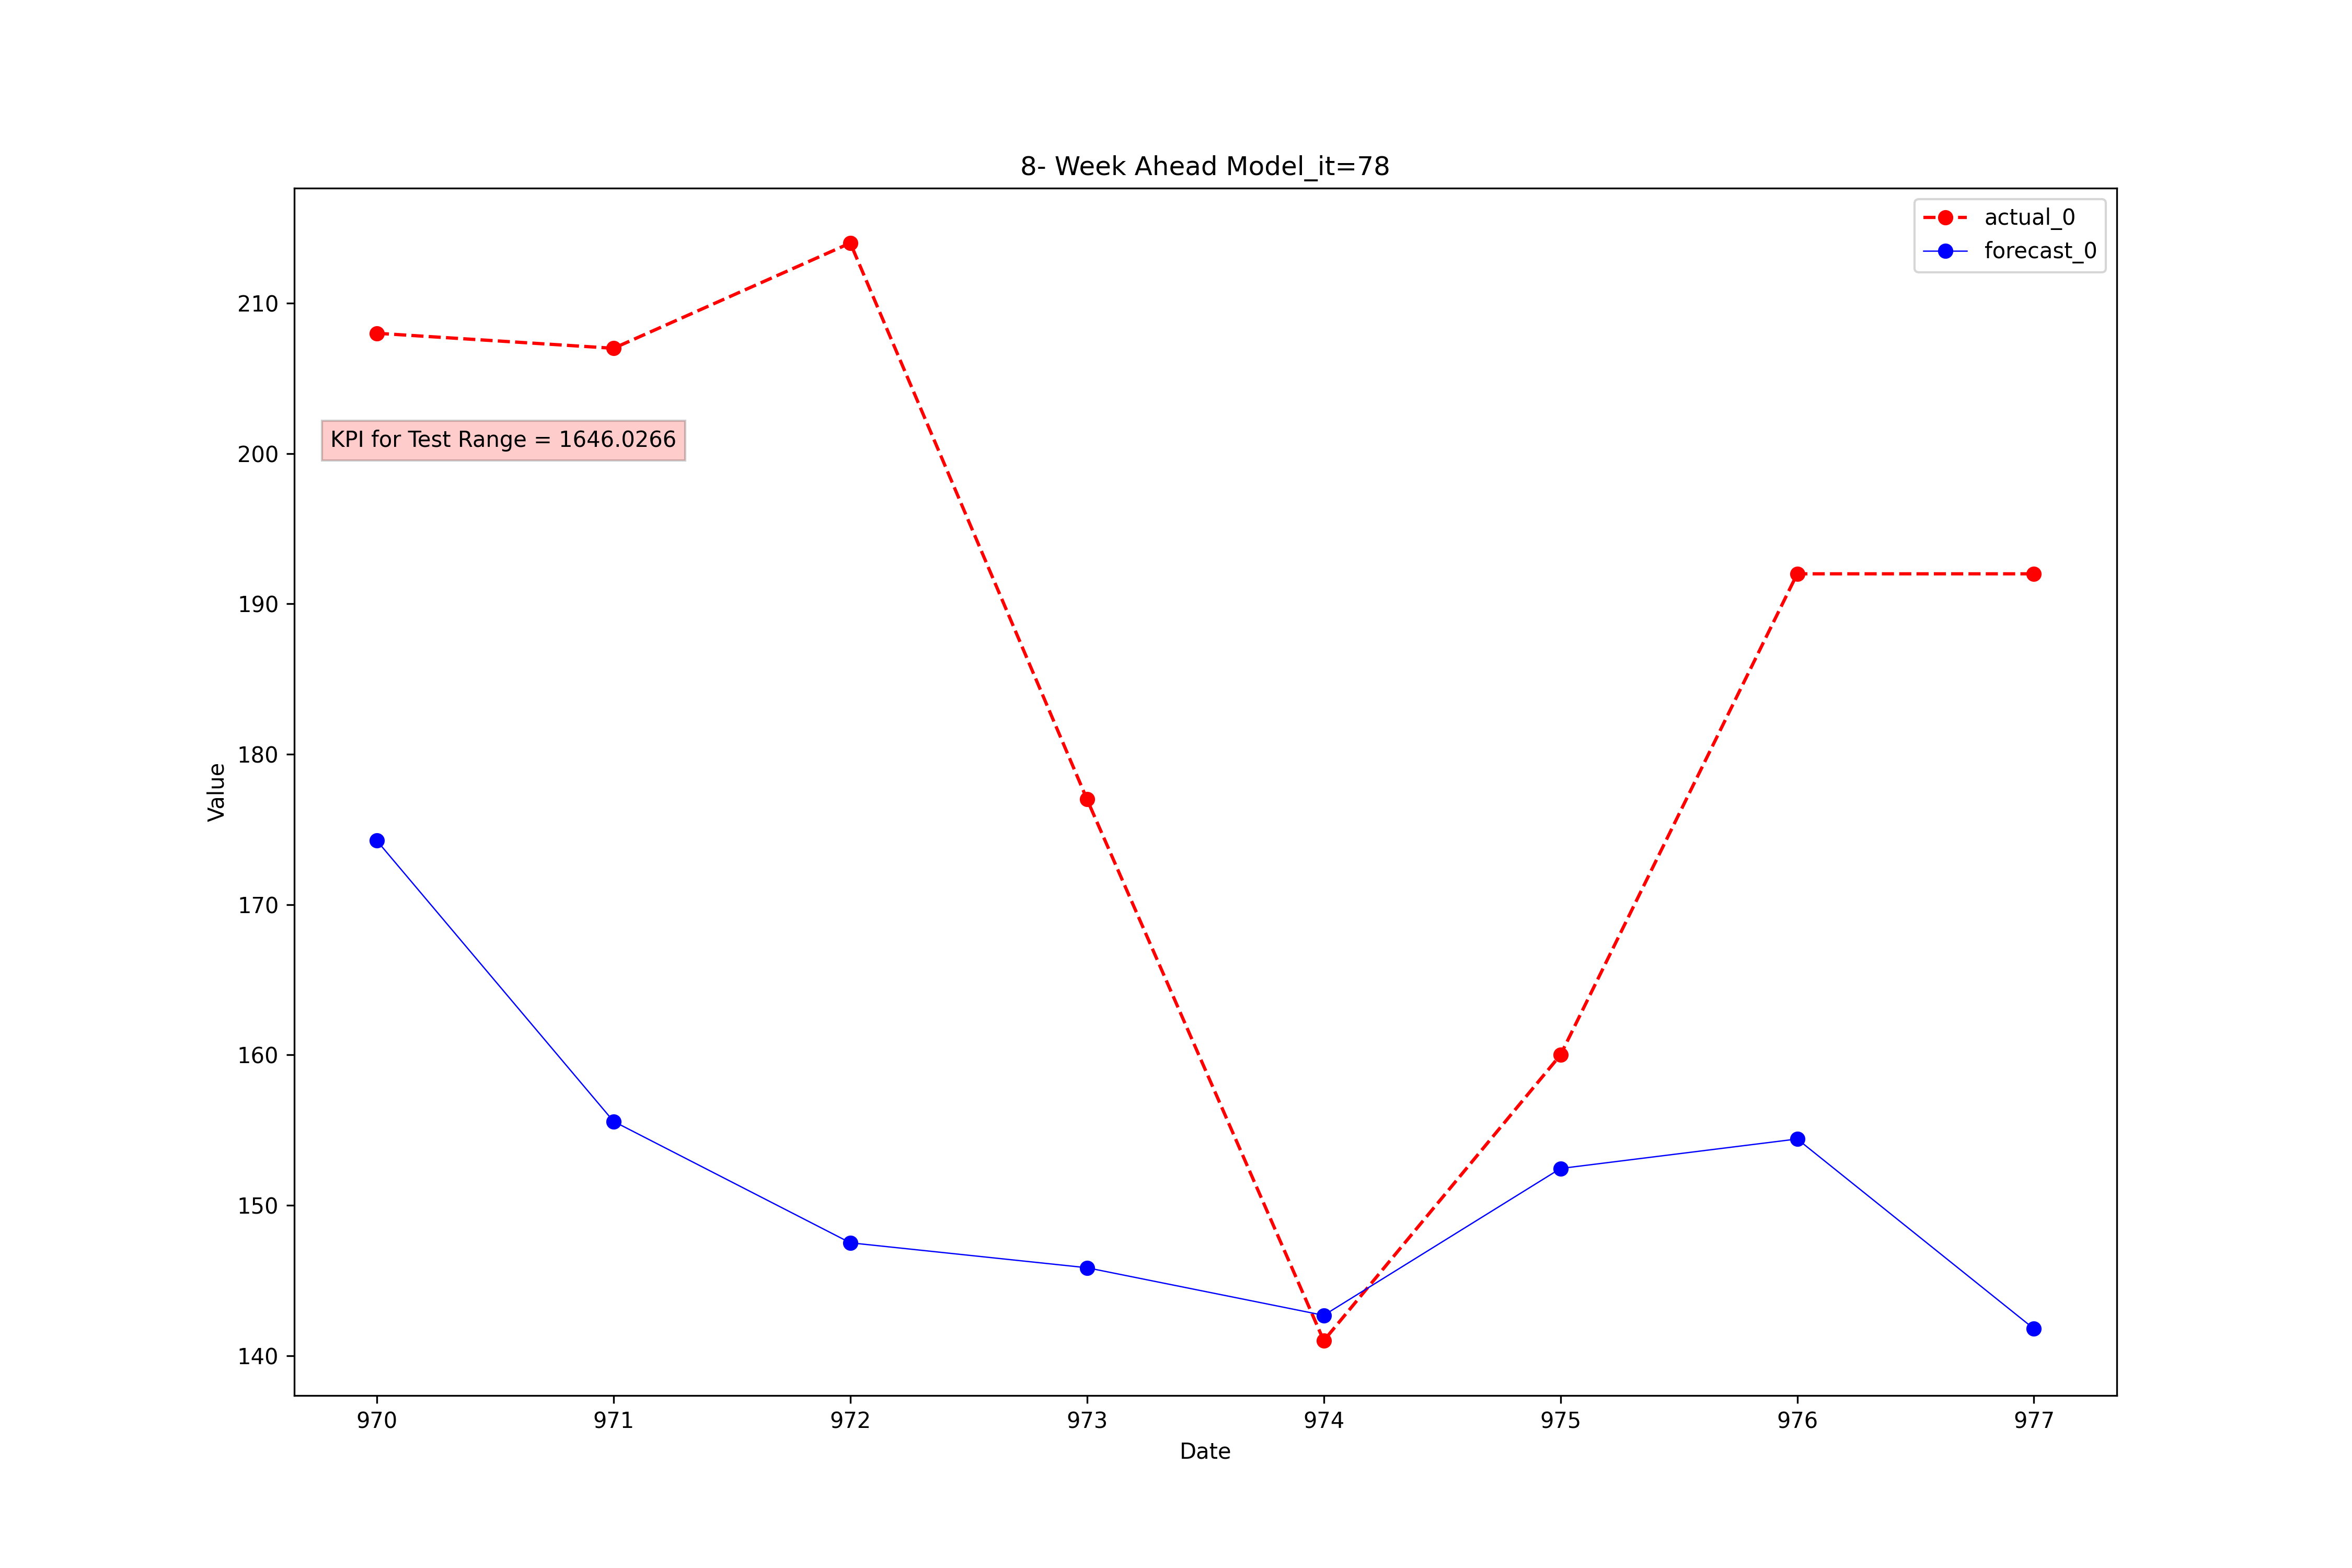 8- Week Ahead Model_it=78
actual_0
forecast_0
KPI for Test Range = 1646.0266
Value
210
200
190
180
170
160
150
140
970 971 972 973 974 975 976 977
Date